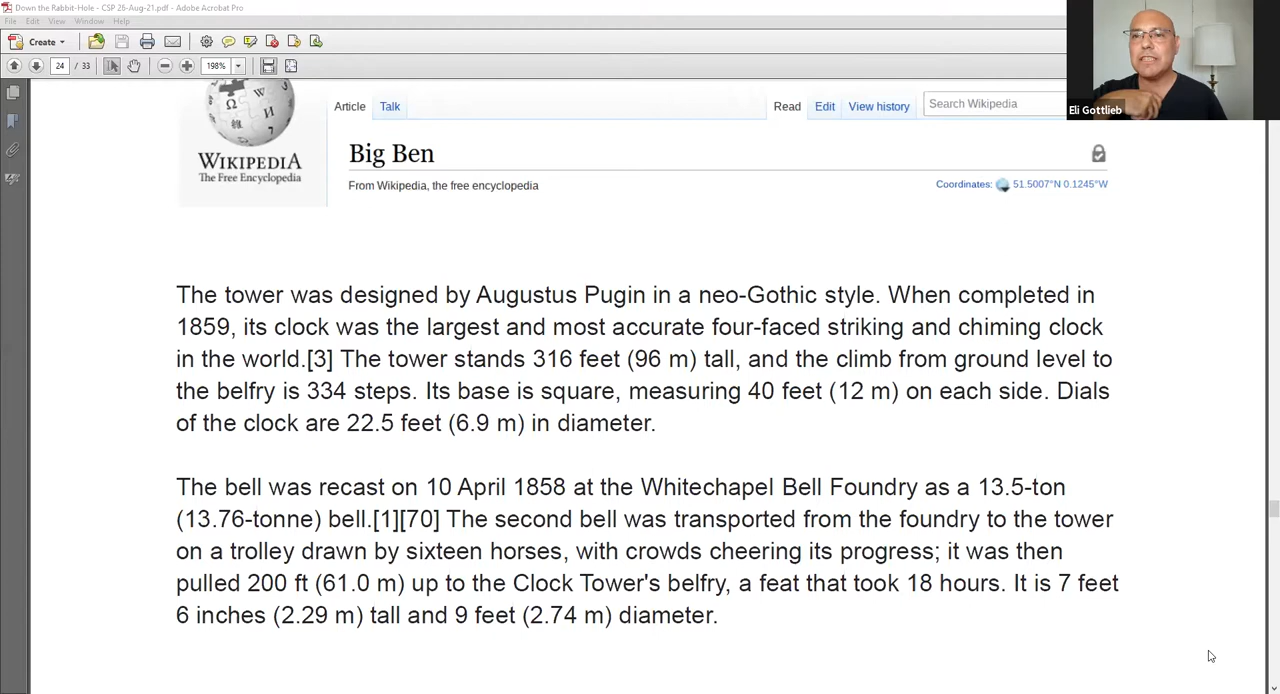 Down the Rabbit-Hole - CSP 26-Aug-21.pdf - Adobe Acrobat Pro
File Edit View Window Help
Create
24 / 33 198%
Eli Gottlieb
Article Talk Read Edit View history Search Wikipedia
Ω W И 維
WIKIPEDIA
The Free Encyclopedia
Big Ben
From Wikipedia, the free encyclopedia
Coordinates: 51.5007°N 0.1245°W
The tower was designed by Augustus Pugin in a neo-Gothic style. When completed in
1859, its clock was the largest and most accurate four-faced striking and chiming clock
in the world.[3] The tower stands 316 feet (96 m) tall, and the climb from ground level to
the belfry is 334 steps. Its base is square, measuring 40 feet (12 m) on each side. Dials
of the clock are 22.5 feet (6.9 m) in diameter.
The bell was recast on 10 April 1858 at the Whitechapel Bell Foundry as a 13.5-ton
(13.76-tonne) bell.[1][70] The second bell was transported from the foundry to the tower
on a trolley drawn by sixteen horses, with crowds cheering its progress; it was then
pulled 200 ft (61.0 m) up to the Clock Tower's belfry, a feat that took 18 hours. It is 7 feet
6 inches (2.29 m) tall and 9 feet (2.74 m) diameter.